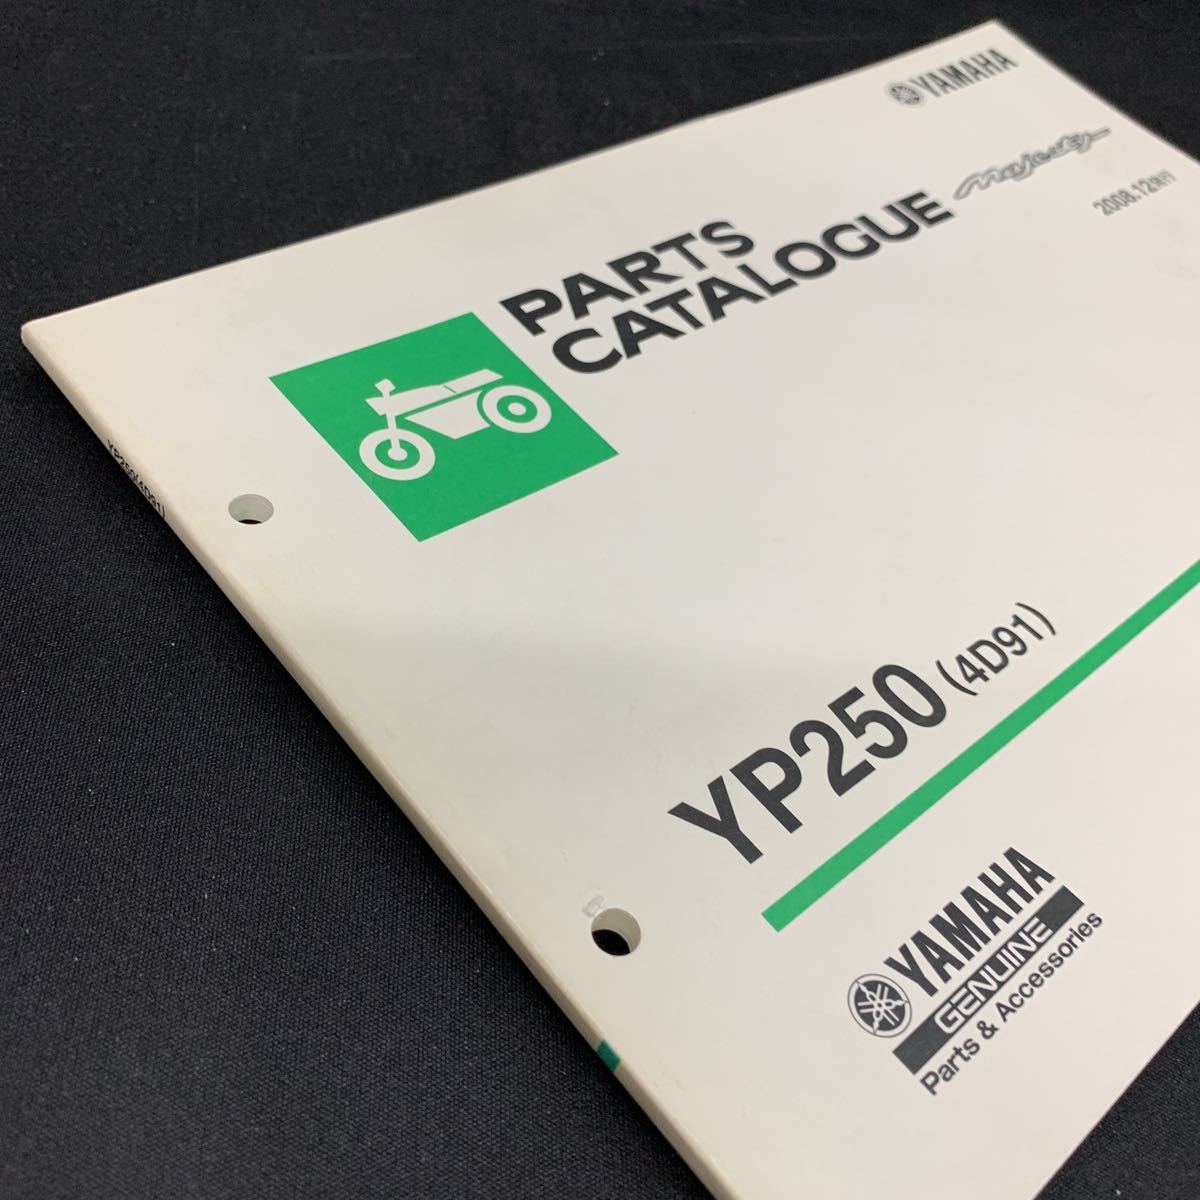 YAMAHA
Majesty
2008.12発行
PARTS
CATALOGUE
YP250(4D91)
YP250 (4D91)
YAMAHA
GENUINE
Parts & Accessories